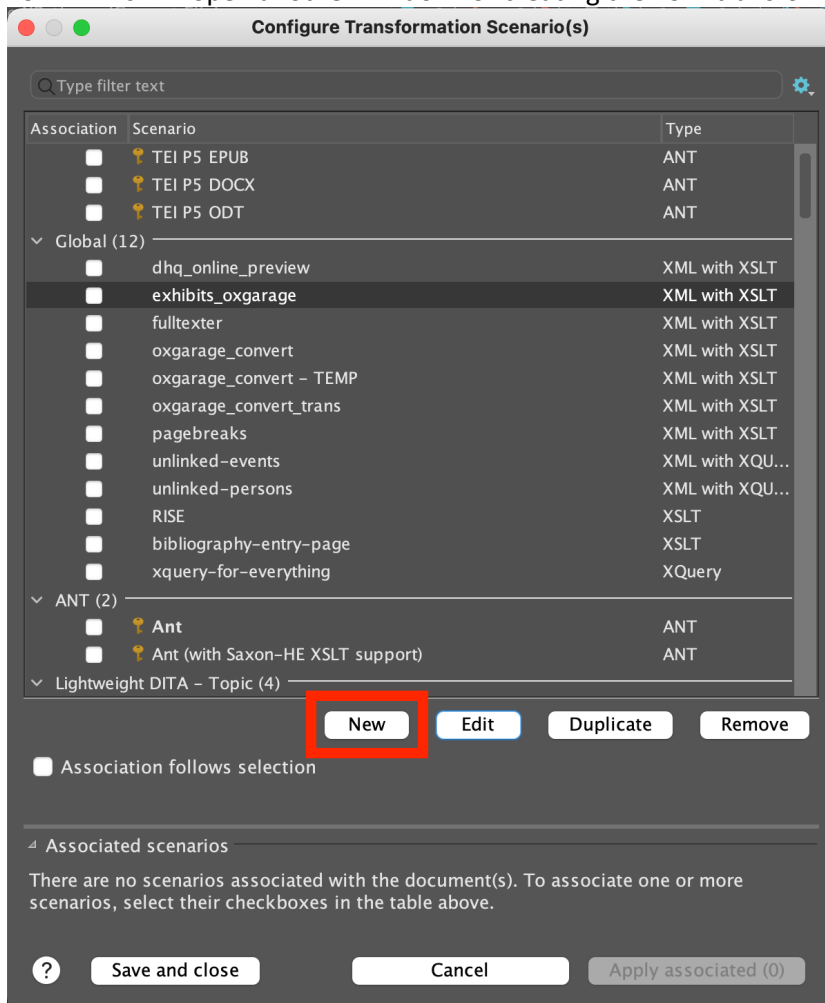 Configure Transformation Scenario(s)
Type filter text
Association Scenario Type
TEI P5 EPUB ANT
TEI P5 DOCX ANT
TEI P5 ODT ANT
Global (12)
dhq_online_preview XML with XSLT
exhibits_oxgarage XML with XSLT
fulltexter XML with XSLT
oxgarage_convert XML with XSLT
oxgarage_convert - TEMP XML with XSLT
oxgarage_convert_trans XML with XSLT
pagebreaks XML with XSLT
unlinked-events XML with XQU...
unlinked-persons XML with XQU...
RISE XSLT
bibliography-entry-page XSLT
xquery-for-everything XQuery
ANT (2)
Ant ANT
Ant (with Saxon-HE XSLT support) ANT
Lightweight DITA - Topic (4)
New Edit Duplicate Remove
Association follows selection
Associated scenarios
There are no scenarios associated with the document(s). To associate one or more
scenarios, select their checkboxes in the table above.
? Save and close Cancel Apply associated (0)